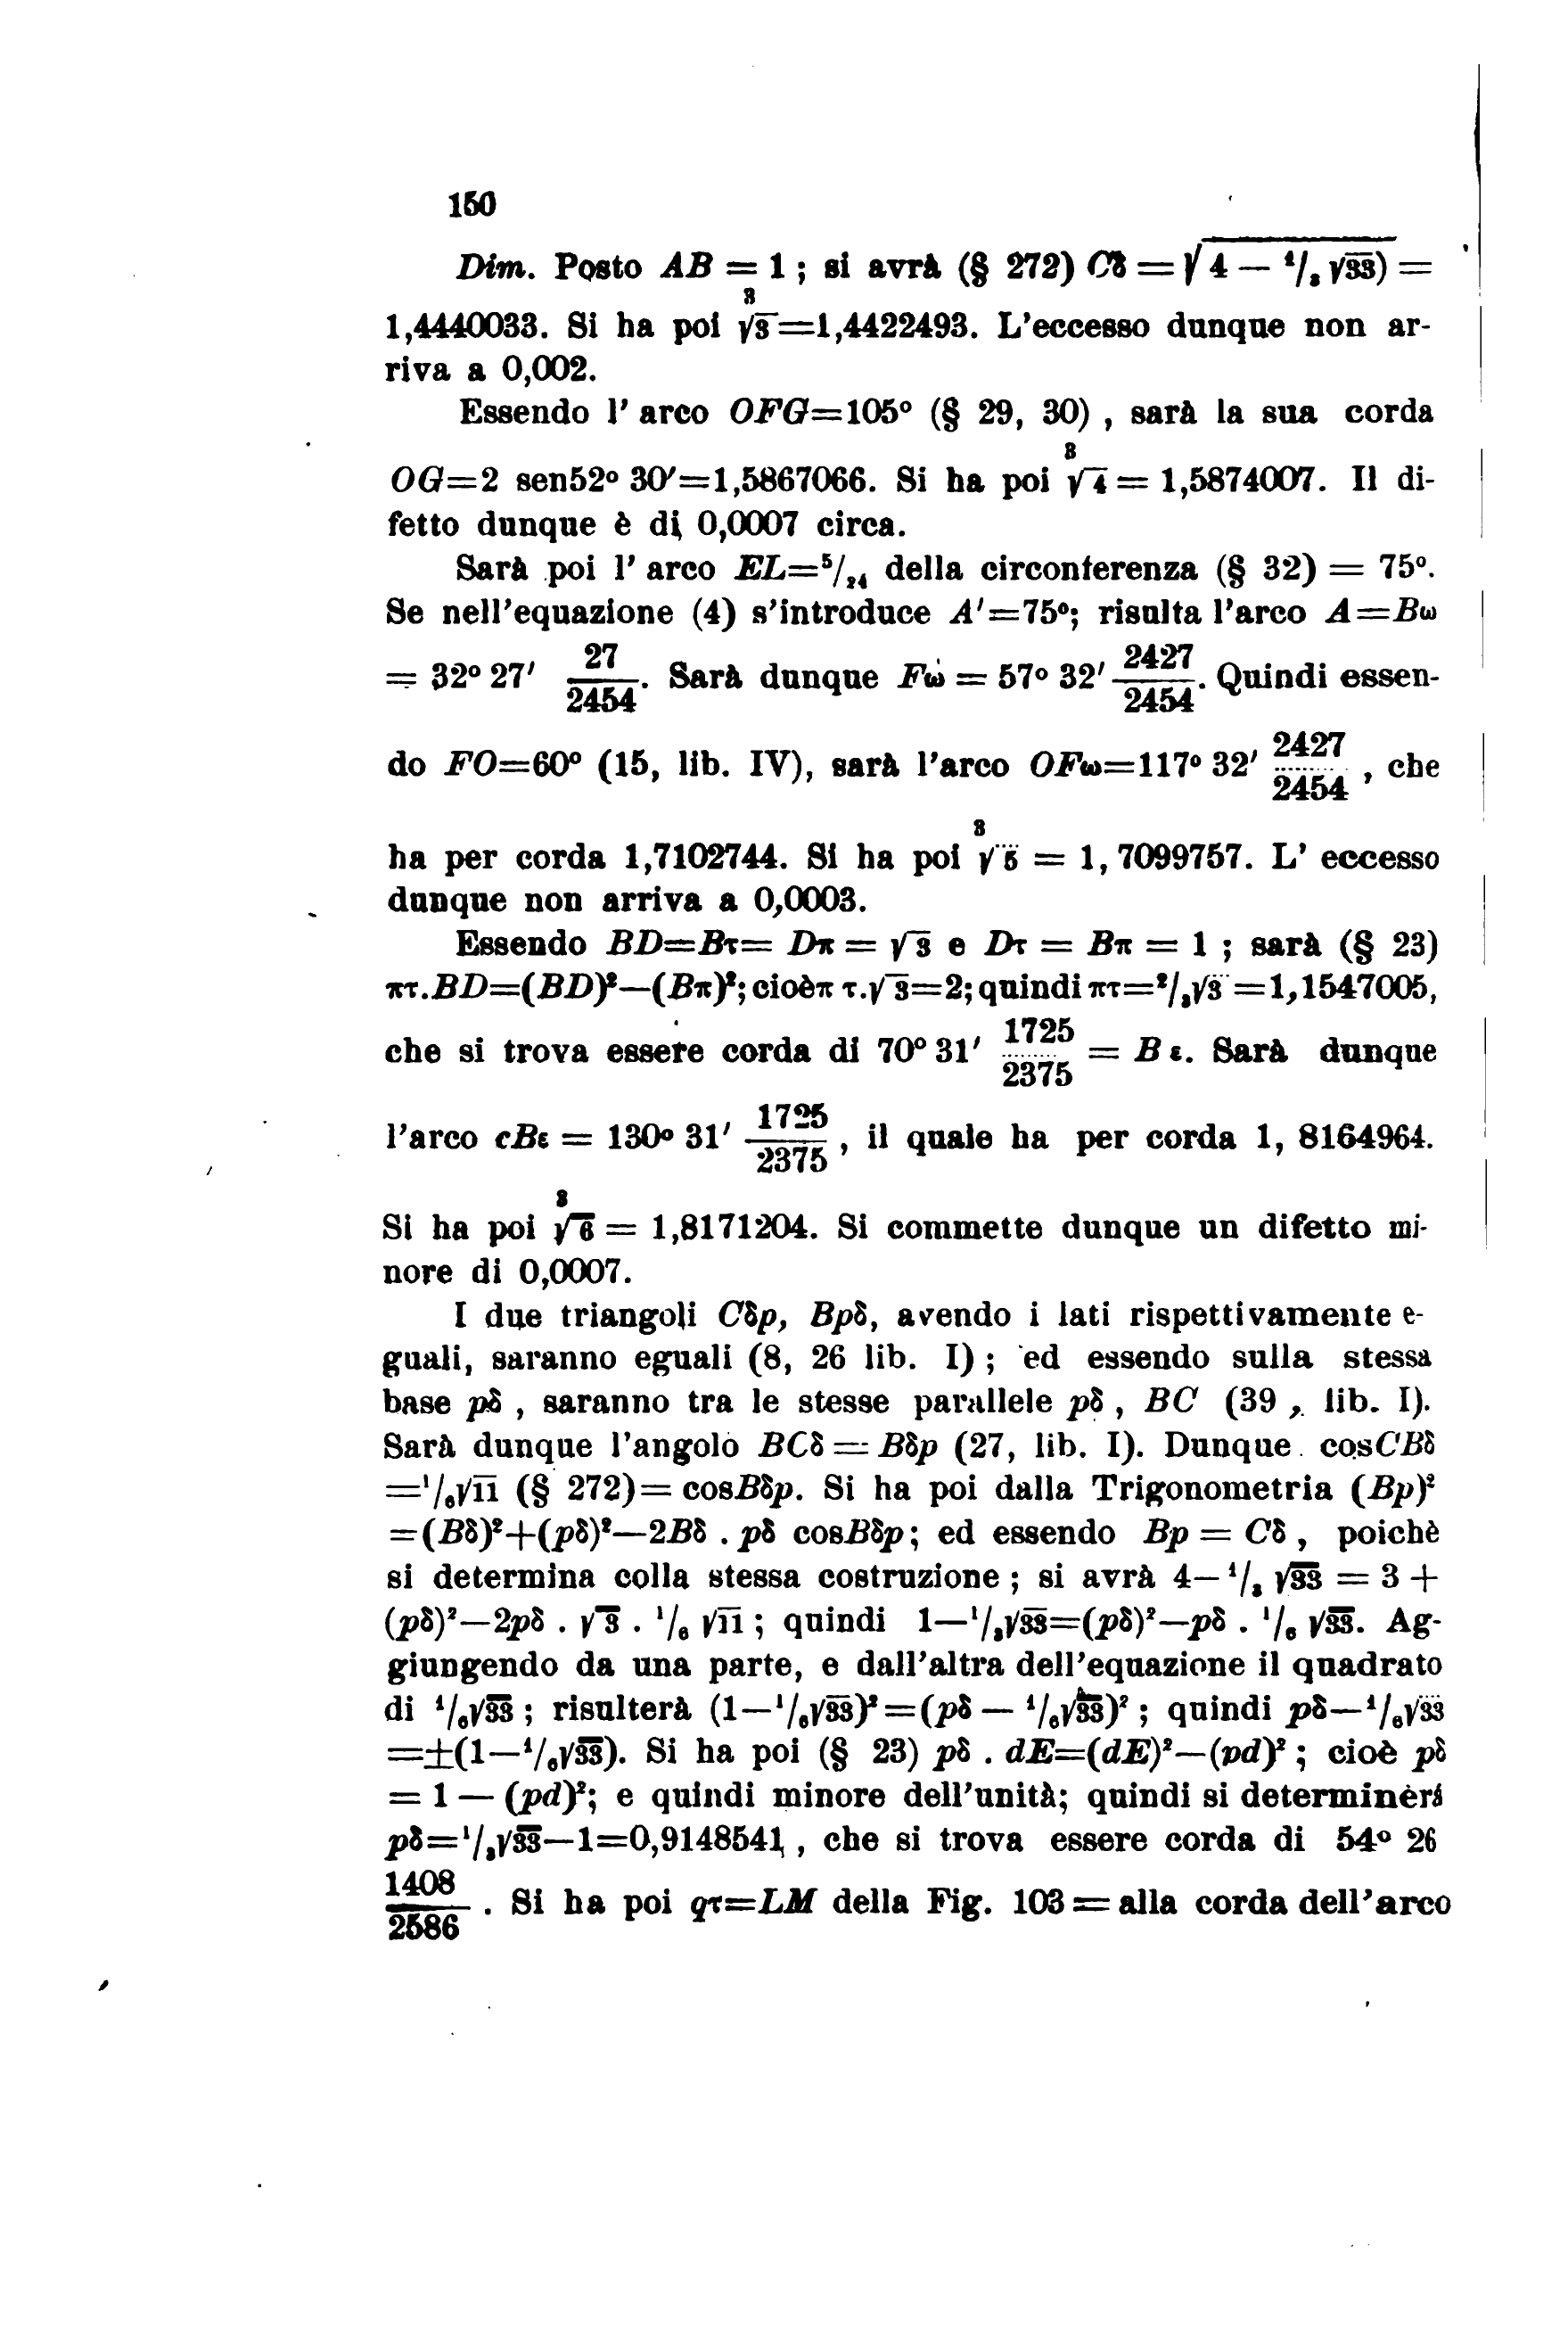 150
Dim. Posto AB = 1 ; si avrà (§ 272) Cδ = √(4 — ¹/₃ √33) =
1,4440033. Si ha poi ∛3=1,4422493. L'eccesso dunque non ar-
riva a 0,002.
Essendo l' arco OFG=105° (§ 29, 30) , sarà la sua corda
OG=2 sen52° 30'=1,5867066. Si ha poi ∛4 = 1,5874007. Il di-
fetto dunque è di 0,0007 circa.
Sarà poi l' arco EL=⁵/₂₄ della circonferenza (§ 32) = 75°.
Se nell'equazione (4) s'introduce A'=75°; risulta l'arco A=Bω
= 32° 27' 27/2454. Sarà dunque Fω = 57° 32' 2427/2454. Quindi essen-
do FO=60° (15, lib. IV), sarà l'arco OFω=117° 32' 2427/2454 , che
ha per corda 1,7102744. Si ha poi ∛5 = 1, 7099757. L' eccesso
dunque non arriva a 0,0003.
Essendo BD=Bτ= Dπ = √3 e Dτ = Bπ = 1 ; sarà (§ 23)
πτ.BD=(BD)²—(Bπ)²; cioè π τ.√3=2; quindi πτ=²/₃√3 =1,1547005,
che si trova essere corda di 70° 31' 1725/2375 = B ε. Sarà dunque
l'arco cBε = 130° 31' 1725/2375 , il quale ha per corda 1, 8164964.
Si ha poi ∛6 = 1,8171204. Si commette dunque un difetto mi-
nore di 0,0007.
I due triangoli Cδp, Bpδ, avendo i lati rispettivamente e-
guali, saranno eguali (8, 26 lib. I) ; ed essendo sulla stessa
base pδ , saranno tra le stesse parallele pδ , BC (39 , lib. I).
Sarà dunque l'angolo BCδ = Bδp (27, lib. I). Dunque cosCBδ
=¹/₆√11 (§ 272)= cosBδp. Si ha poi dalla Trigonometria (Bp)²
=(Bδ)²+(pδ)²—2Bδ . pδ cosBδp; ed essendo Bp = Cδ , poichè
si determina colla stessa costruzione ; si avrà 4—¹/₃ √33 = 3 +
(pδ)²—2pδ . √3 . ¹/₆ √11 ; quindi 1—¹/₃√33=(pδ)²—pδ . ¹/₆ √33. Ag-
giungendo da una parte, e dall'altra dell'equazione il quadrato
di ¹/₆√33 ; risulterà (1—¹/₆√33)²=(pδ — ¹/₆√33)² ; quindi pδ—¹/₆√33
=±(1—¹/₆√33). Si ha poi (§ 23) pδ . dE=(dE)²—(pd)² ; cioè pδ
= 1 — (pd)²; e quindi minore dell'unità; quindi si determinerà
pδ=¹/₃√33—1=0,9148541 , che si trova essere corda di 54° 26
1408/2586 . Si ha poi qτ=LM della Fig. 103 = alla corda dell'arco